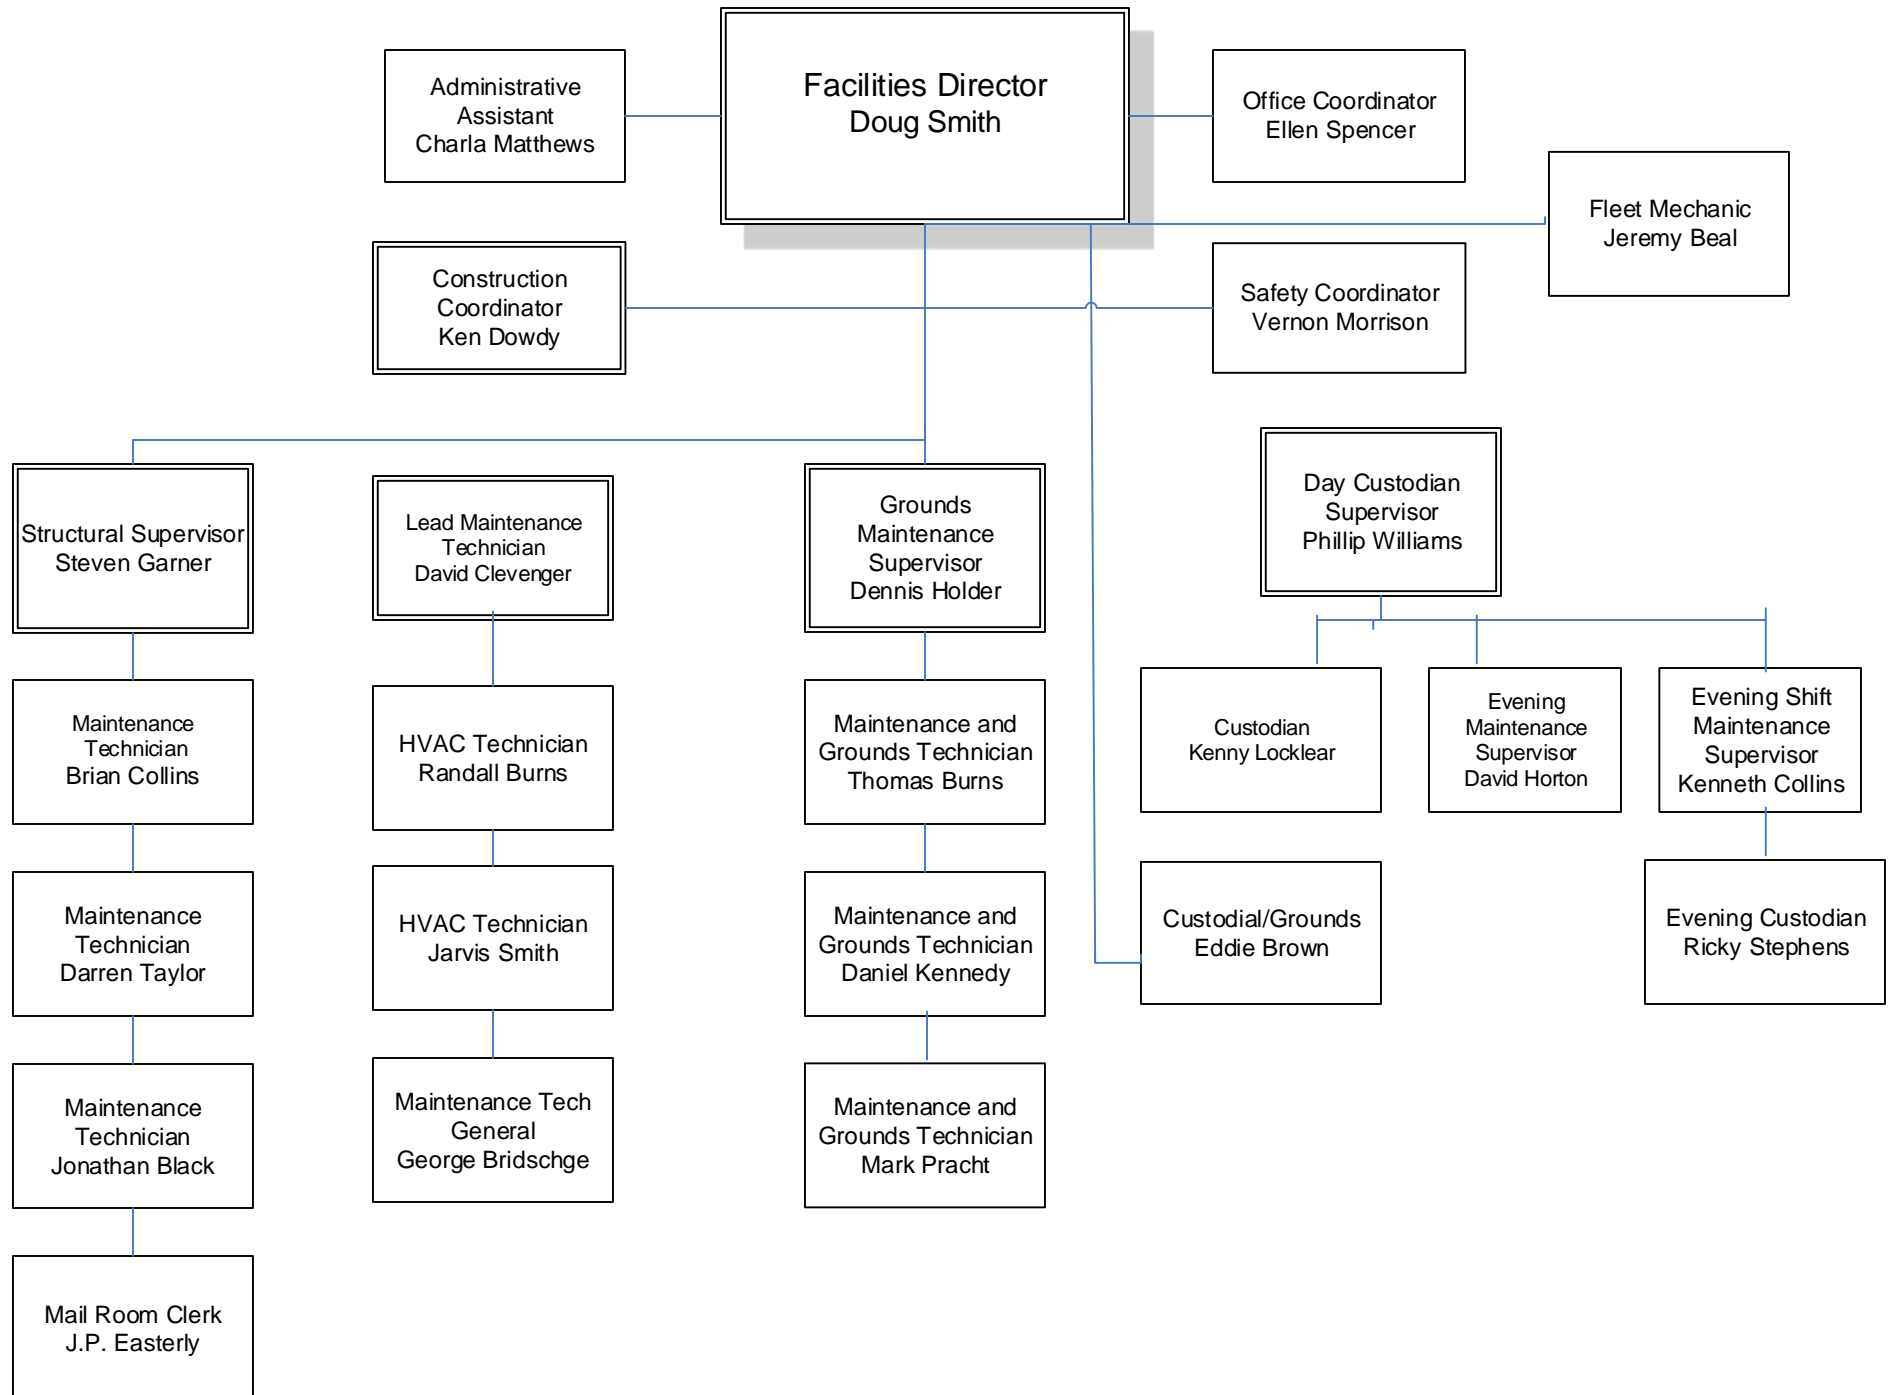 Facilities Director
Doug Smith
Administrative
Assistant
Charla Matthews
Office Coordinator
Ellen Spencer
Fleet Mechanic
Jeremy Beal
Construction
Coordinator
Ken Dowdy
Safety Coordinator
Vernon Morrison
Structural Supervisor
Steven Garner
Lead Maintenance
Technician
David Clevenger
Grounds
Maintenance
Supervisor
Dennis Holder
Day Custodian
Supervisor
Phillip Williams
Maintenance
Technician
Brian Collins
HVAC Technician
Randall Burns
Maintenance and
Grounds Technician
Thomas Burns
Custodian
Kenny Locklear
Evening
Maintenance
Supervisor
David Horton
Evening Shift
Maintenance
Supervisor
Kenneth Collins
Maintenance
Technician
Darren Taylor
HVAC Technician
Jarvis Smith
Maintenance and
Grounds Technician
Daniel Kennedy
Custodial/Grounds
Eddie Brown
Evening Custodian
Ricky Stephens
Maintenance
Technician
Jonathan Black
Maintenance Tech
General
George Bridschge
Maintenance and
Grounds Technician
Mark Pracht
Mail Room Clerk
J.P. Easterly